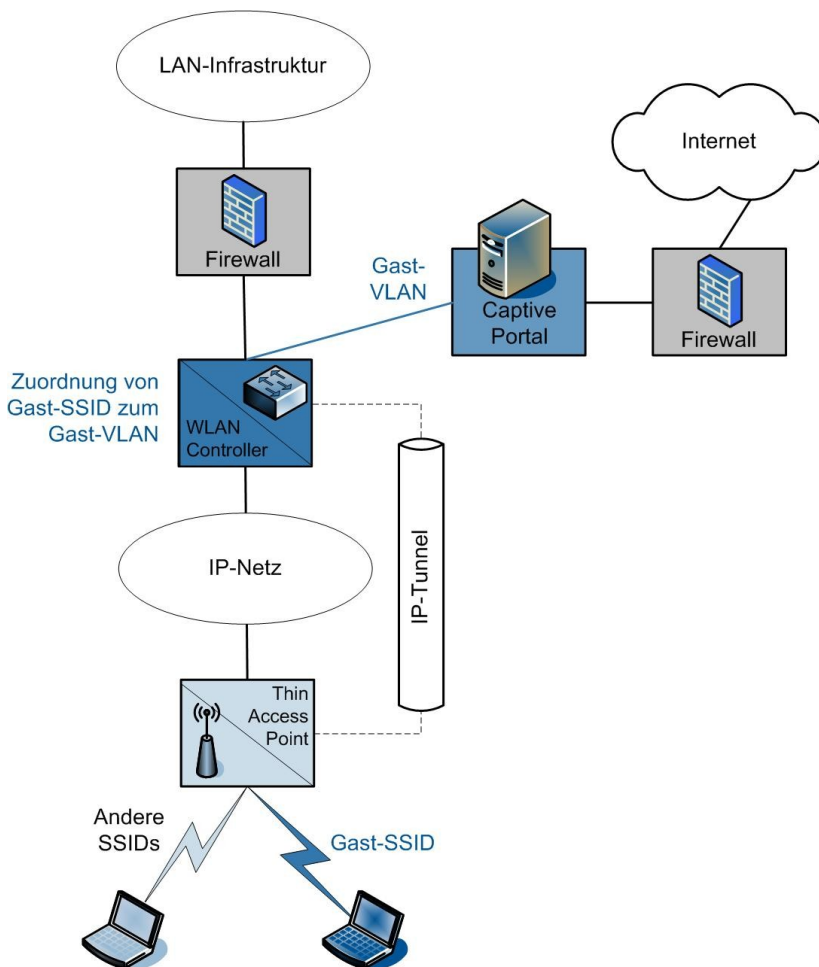 LAN-Infrastruktur
Internet
Firewall
Gast-
VLAN
Captive
Portal
Firewall
Zuordnung von
Gast-SSID zum
Gast-VLAN
WLAN
Controller
IP-Netz
IP-Tunnel
Thin
Access
Point
Andere
SSIDs
Gast-SSID